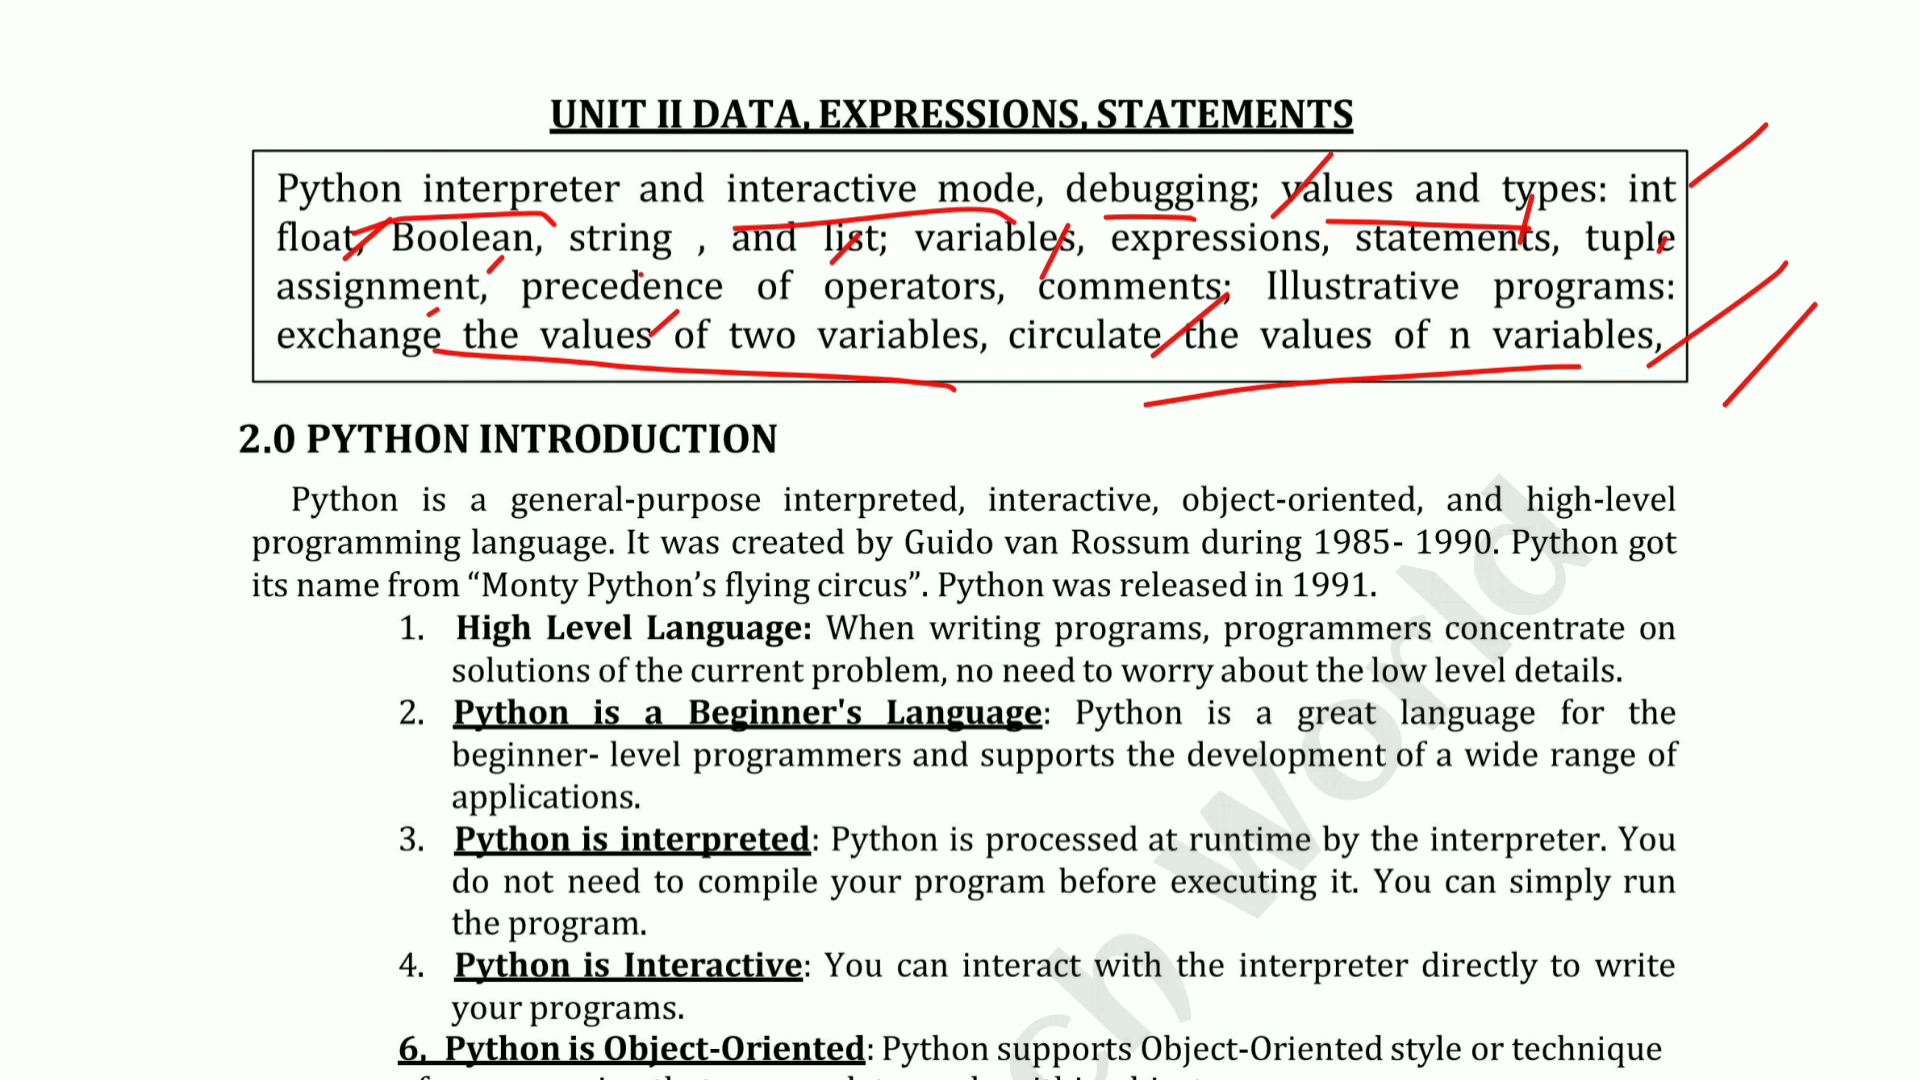 UNIT II DATA, EXPRESSIONS, STATEMENTS
Python interpreter and interactive mode, debugging; values and types: int
float, Boolean, string , and list; variables, expressions, statements, tuple
assignment, precedence of operators, comments; Illustrative programs:
exchange the values of two variables, circulate the values of n variables,
2.0 PYTHON INTRODUCTION
Python is a general-purpose interpreted, interactive, object-oriented, and high-level
programming language. It was created by Guido van Rossum during 1985- 1990. Python got
its name from “Monty Python’s flying circus”. Python was released in 1991.
1. High Level Language: When writing programs, programmers concentrate on
solutions of the current problem, no need to worry about the low level details.
2. Python is a Beginner's Language: Python is a great language for the
beginner- level programmers and supports the development of a wide range of
applications.
3. Python is interpreted: Python is processed at runtime by the interpreter. You
do not need to compile your program before executing it. You can simply run
the program.
4. Python is Interactive: You can interact with the interpreter directly to write
your programs.
6. Python is Object-Oriented: Python supports Object-Oriented style or technique
world